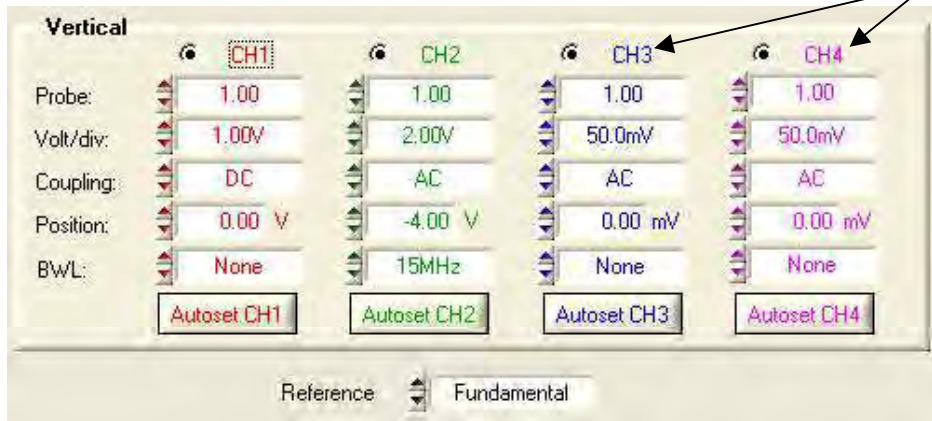 Vertical
CH1 CH2 CH3 CH4
Probe: 1.00 1.00 1.00 1.00
Volt/div: 1.00V 2.00V 50.0mV 50.0mV
Coupling: DC AC AC AC
Position: 0.00 V -4.00 V 0.00 mV 0.00 mV
BWL: None 15MHz None None
Autoset CH1 Autoset CH2 Autoset CH3 Autoset CH4
Reference Fundamental